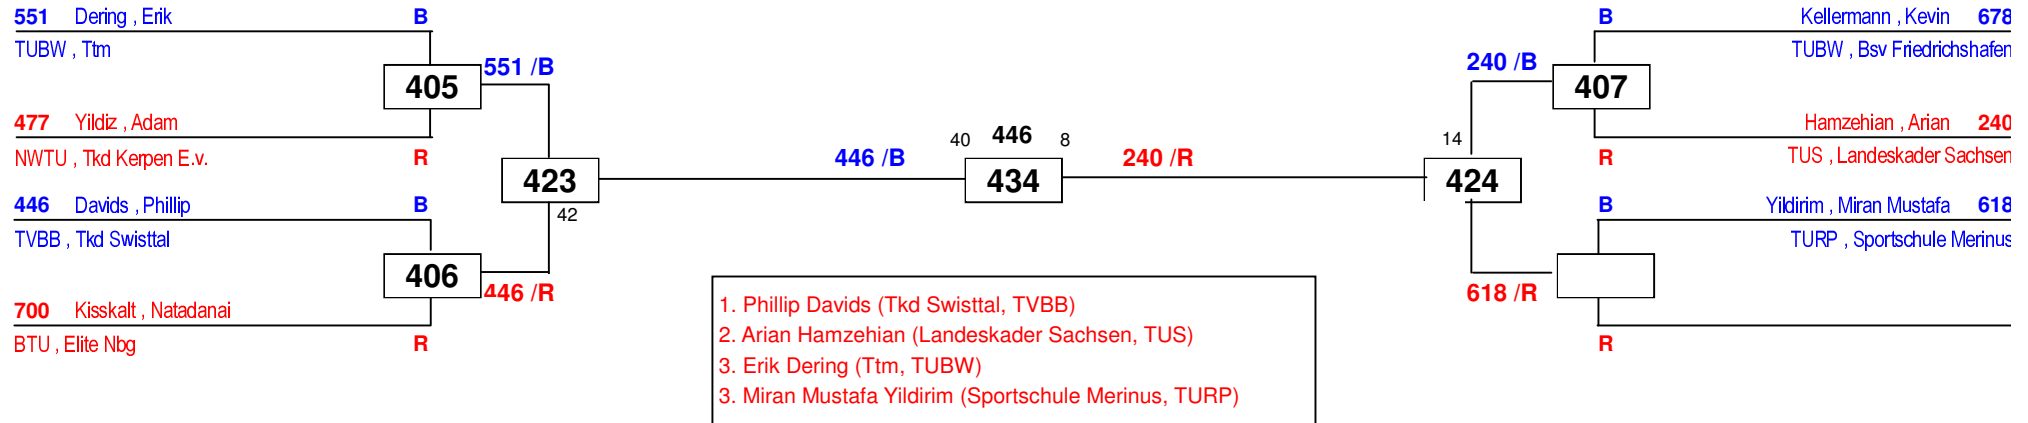 551 Dering , Erik B
TUBW , Ttm
551 /B
405
477 Yildiz , Adam
NWTU , Tkd Kerpen E.v. R
423
42
446 Davids , Phillip B
TVBB , Tkd Swisttal
406
446 /R
700 Kisskalt , Natadanai
BTU , Elite Nbg R
446 /B
40 446 8
434
240 /R
B Kellermann , Kevin 678
TUBW , Bsv Friedrichshafen
240 /B
407
Hamzehian , Arian 240
R TUS , Landeskader Sachsen
14
424
B Yildirim , Miran Mustafa 618
TURP , Sportschule Merinus
618 /R
R
1. Phillip Davids (Tkd Swisttal, TVBB)
2. Arian Hamzehian (Landeskader Sachsen, TUS)
3. Erik Dering (Ttm, TUBW)
3. Miran Mustafa Yildirim (Sportschule Merinus, TURP)